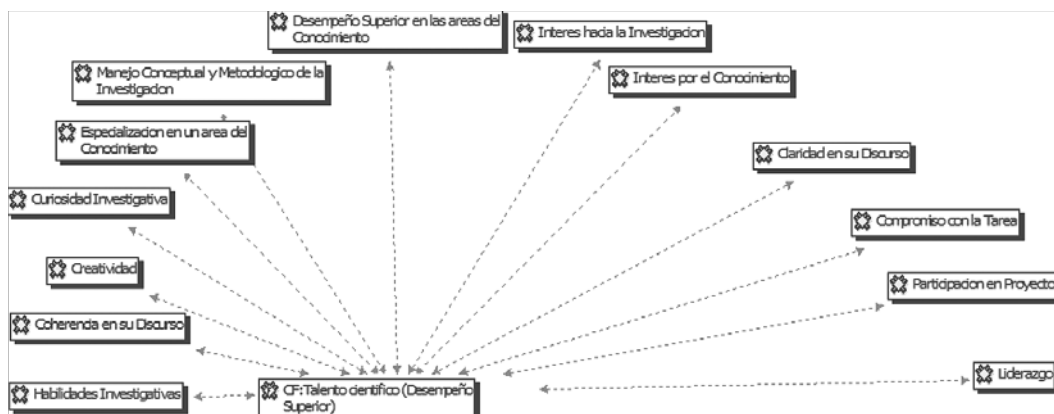 Desempeño Superior en las areas del
Conocimiento
Interes hacia la Investigacion
Manejo Conceptual y Metodologico de la
Investigacion
Interes por el Conocimiento
Especializacion en un area del
Conocimiento
Claridad en su Discurso
Curiosidad Investigativa
Compromiso con la Tarea
Creatividad
Participacion en Proyecto
Coherencia en su Discurso
Liderazgo
Habilidades Investigativas
CF:Talento cientifico (Desempeño
Superior)